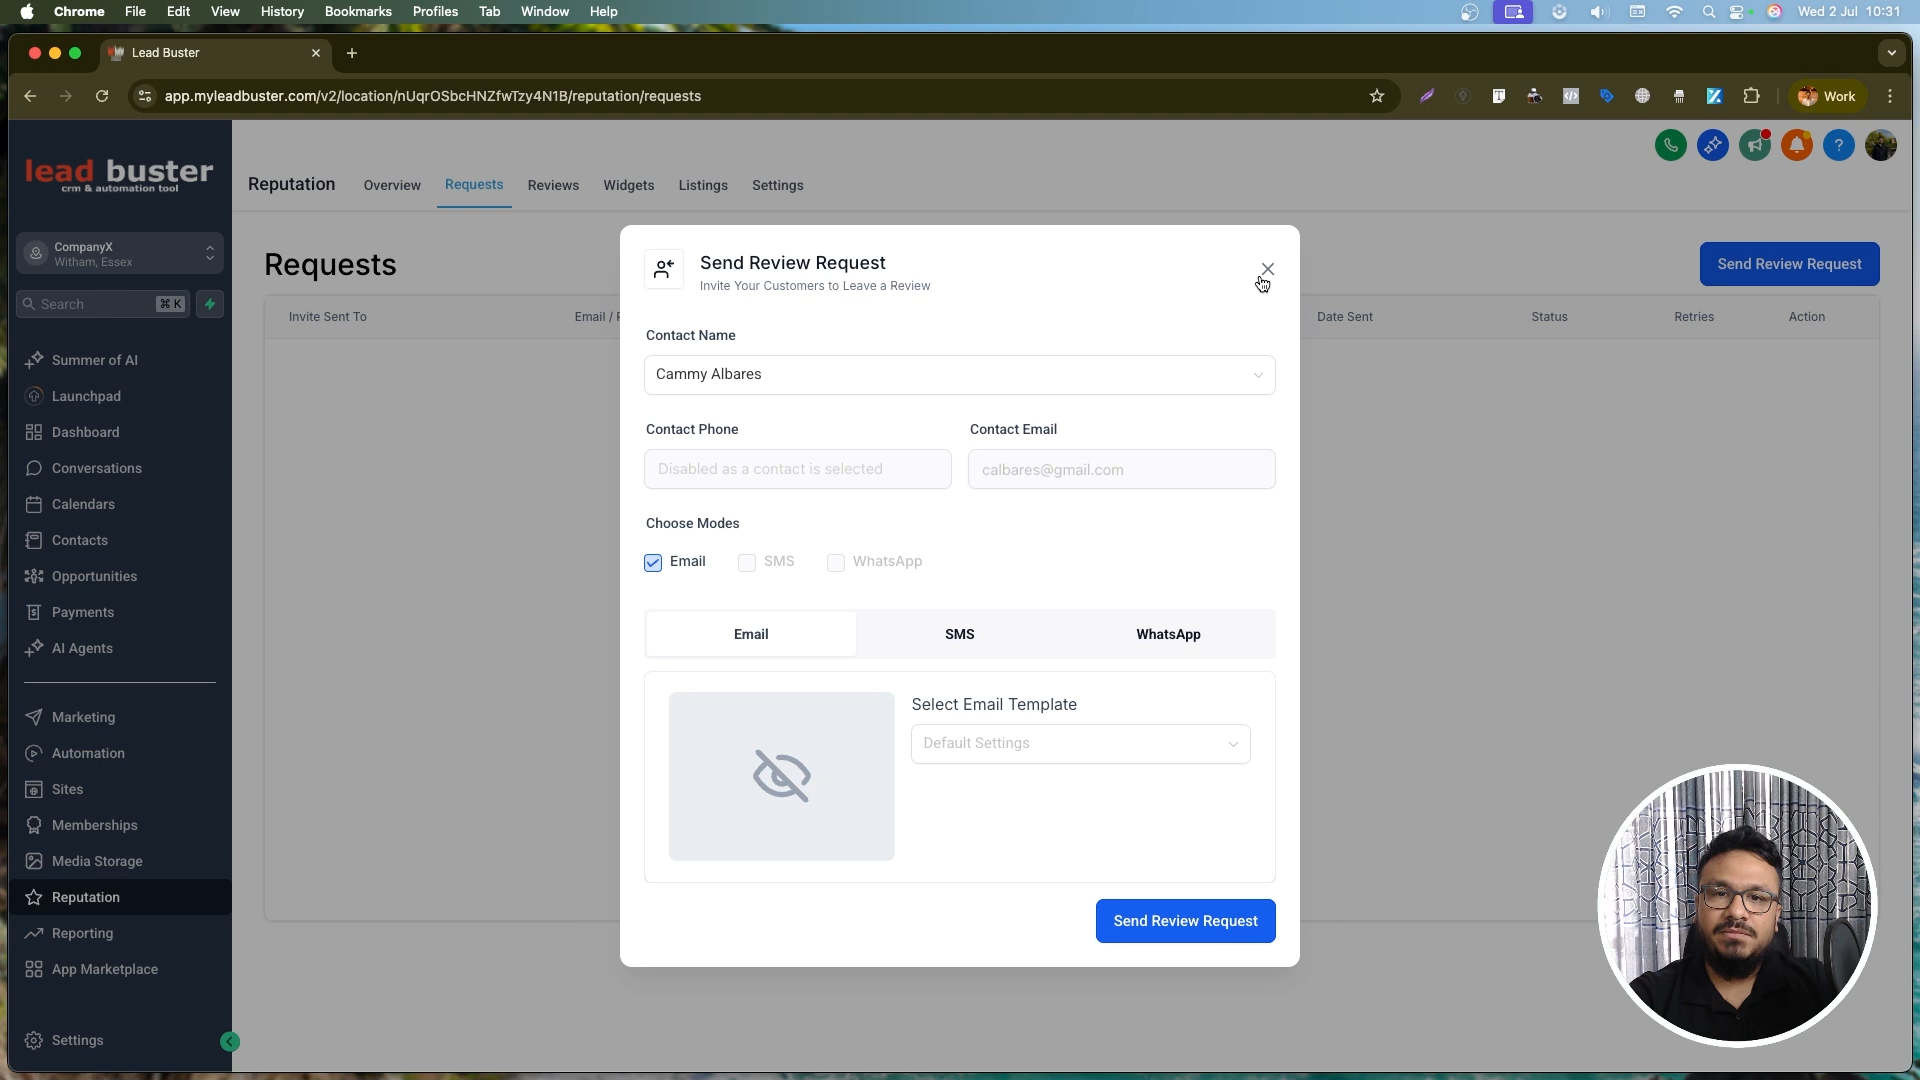 Chrome File Edit View History Bookmarks Profiles Tab Window Help Wed 2 Jul 10:31
Lead Buster
app.myleadbuster.com/v2/location/nUqrOSbcHNZfwTzy4N1B/reputation/requests Work
lead buster
crm & automation tool
CompanyX
Witham, Essex
Search ⌘ K
Summer of AI
Launchpad
Dashboard
Conversations
Calendars
Contacts
Opportunities
Payments
AI Agents
Marketing
Automation
Sites
Memberships
Media Storage
Reputation
Reporting
App Marketplace
Settings
Reputation Overview Requests Reviews Widgets Listings Settings
Requests Send Review Request
Invite Sent To Email / Date Sent Status Retries Action
Send Review Request
Invite Your Customers to Leave a Review
Contact Name
Cammy Albares
Contact Phone Contact Email
Disabled as a contact is selected calbares@gmail.com
Choose Modes
Email SMS WhatsApp
Email SMS WhatsApp
Select Email Template
Default Settings
Send Review Request